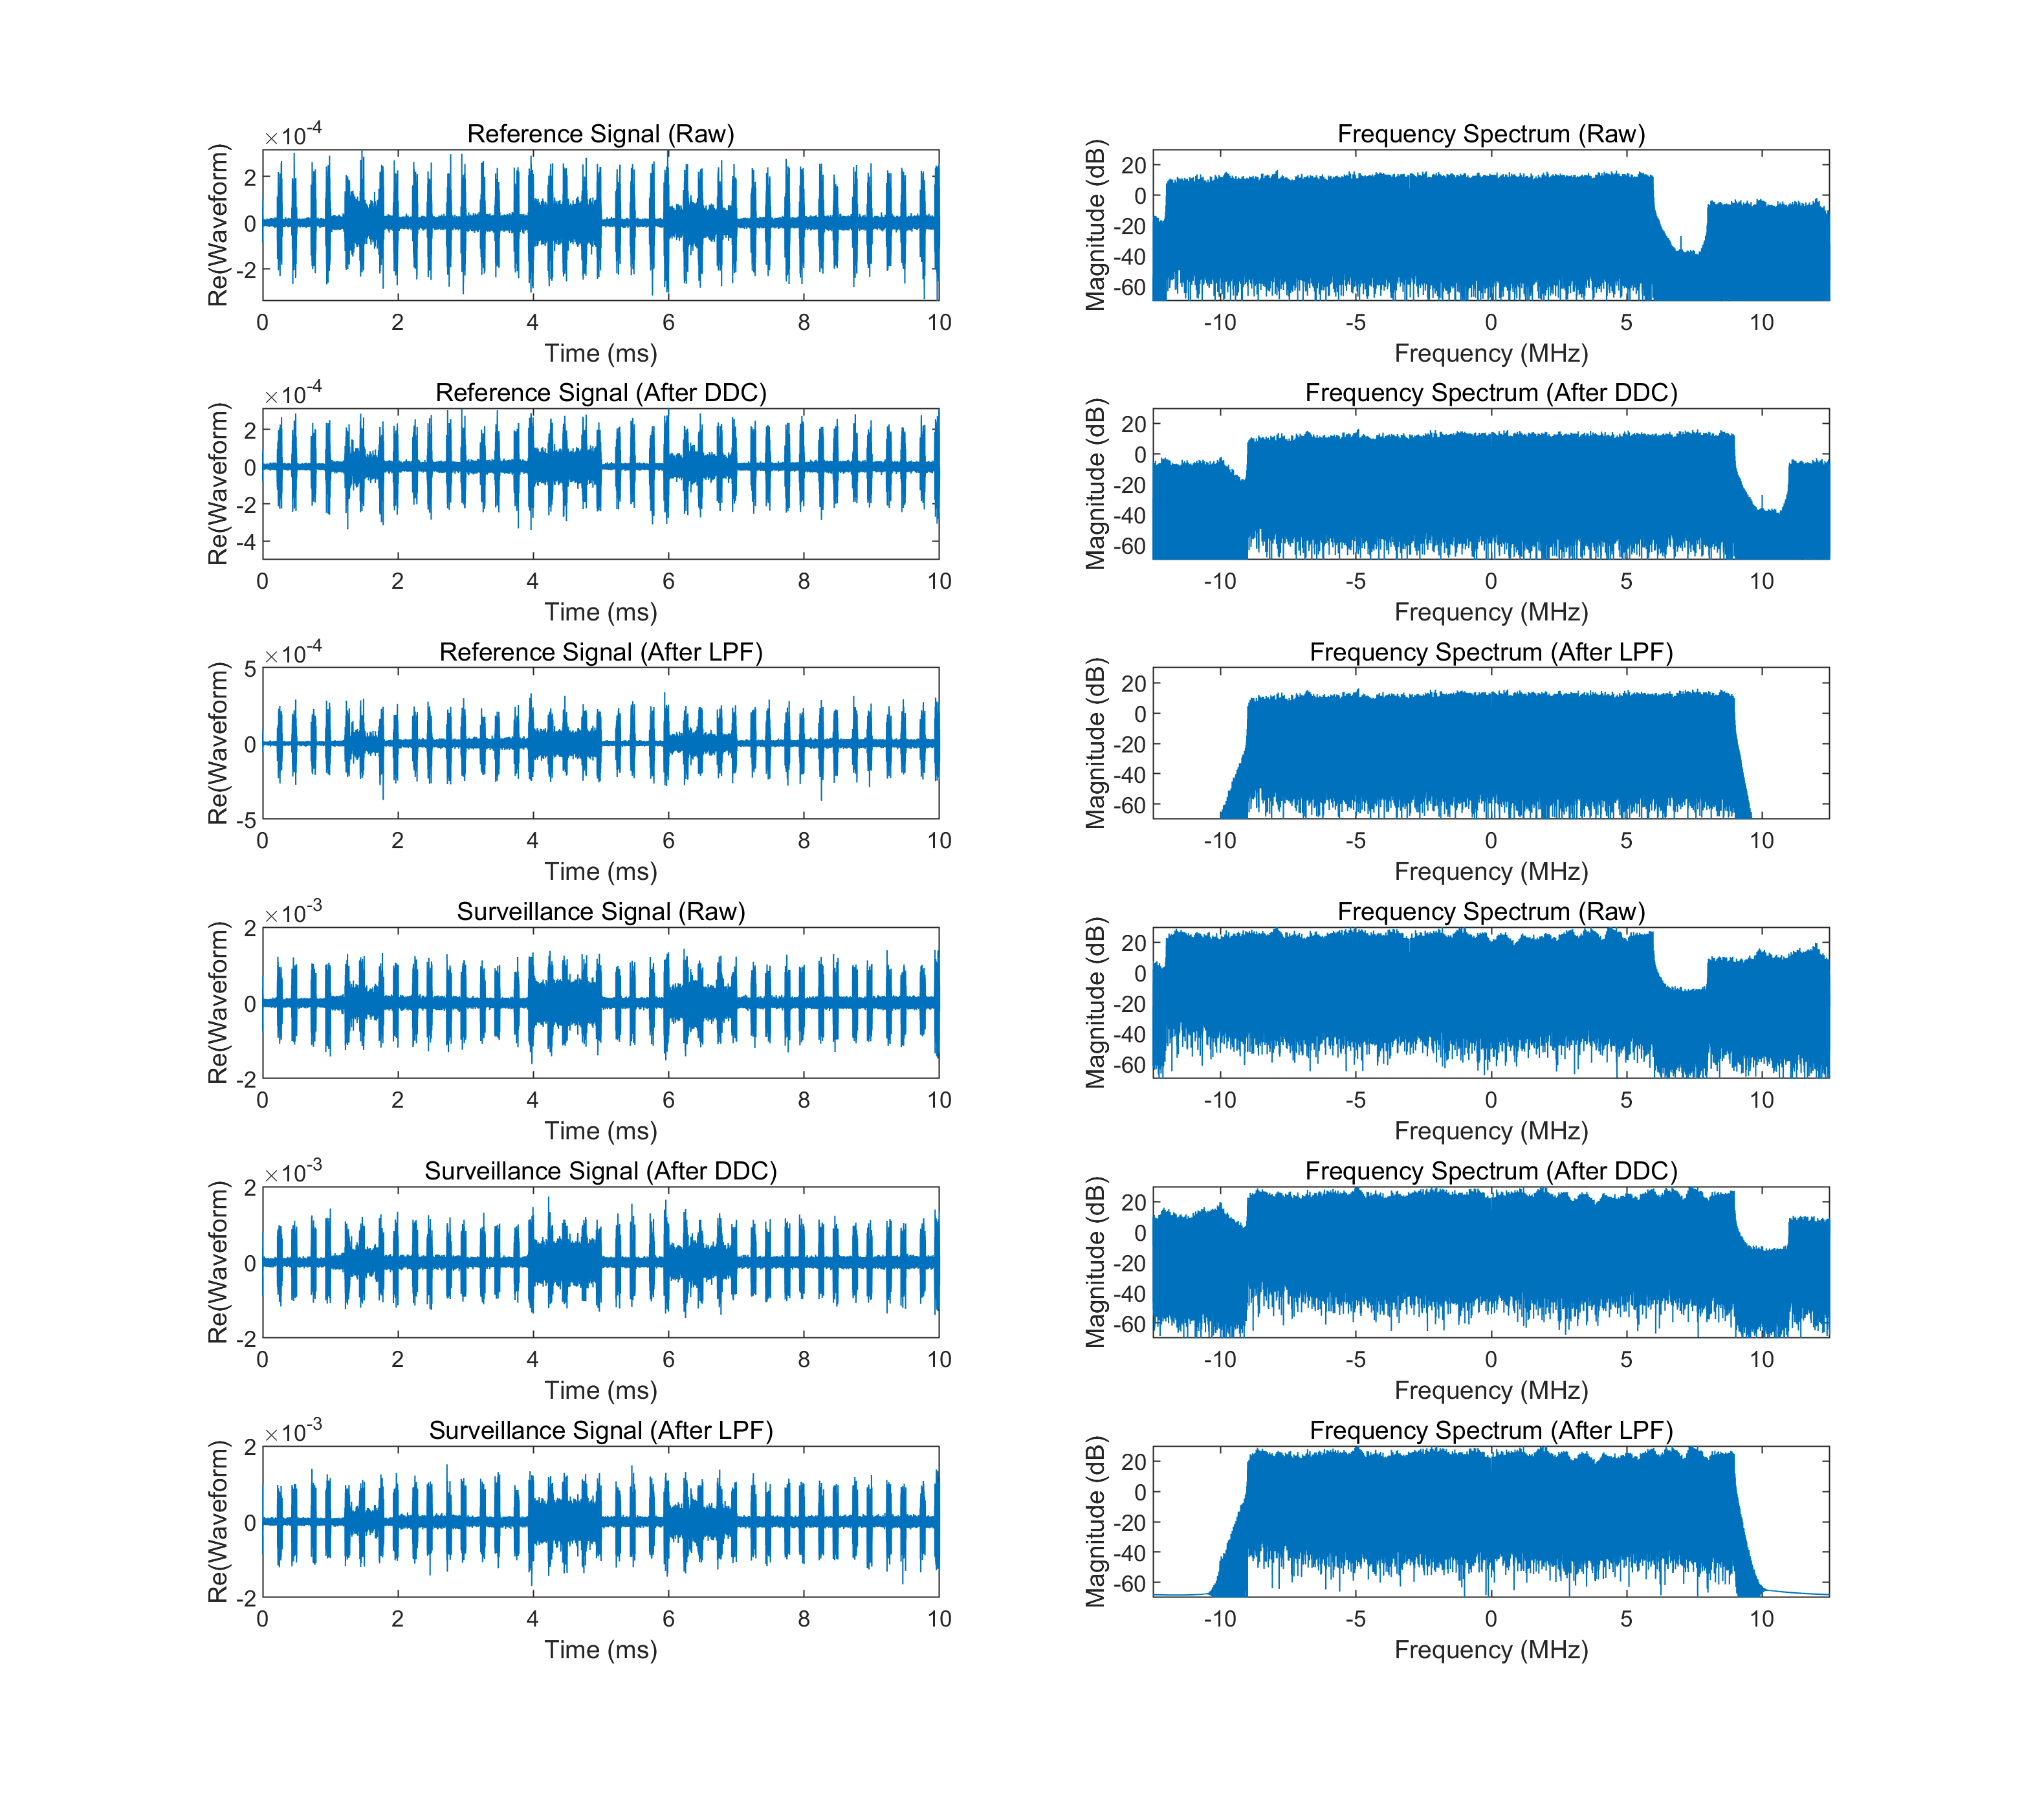 ×10-4
Reference Signal (Raw)
Re(Waveform)
2
0
-2
0 2 4 6 8 10
Time (ms)
Frequency Spectrum (Raw)
Magnitude (dB)
20
0
-20
-40
-60
-10 -5 0 5 10
Frequency (MHz)
×10-4
Reference Signal (After DDC)
Re(Waveform)
2
0
-2
-4
0 2 4 6 8 10
Time (ms)
Frequency Spectrum (After DDC)
Magnitude (dB)
20
0
-20
-40
-60
-10 -5 0 5 10
Frequency (MHz)
×10-4
Reference Signal (After LPF)
Re(Waveform)
5
0
-5
0 2 4 6 8 10
Time (ms)
Frequency Spectrum (After LPF)
Magnitude (dB)
20
0
-20
-40
-60
-10 -5 0 5 10
Frequency (MHz)
×10-3
Surveillance Signal (Raw)
Re(Waveform)
2
0
-2
0 2 4 6 8 10
Time (ms)
Frequency Spectrum (Raw)
Magnitude (dB)
20
0
-20
-40
-60
-10 -5 0 5 10
Frequency (MHz)
×10-3
Surveillance Signal (After DDC)
Re(Waveform)
2
0
-2
0 2 4 6 8 10
Time (ms)
Frequency Spectrum (After DDC)
Magnitude (dB)
20
0
-20
-40
-60
-10 -5 0 5 10
Frequency (MHz)
×10-3
Surveillance Signal (After LPF)
Re(Waveform)
2
0
-2
0 2 4 6 8 10
Time (ms)
Frequency Spectrum (After LPF)
Magnitude (dB)
20
0
-20
-40
-60
-10 -5 0 5 10
Frequency (MHz)